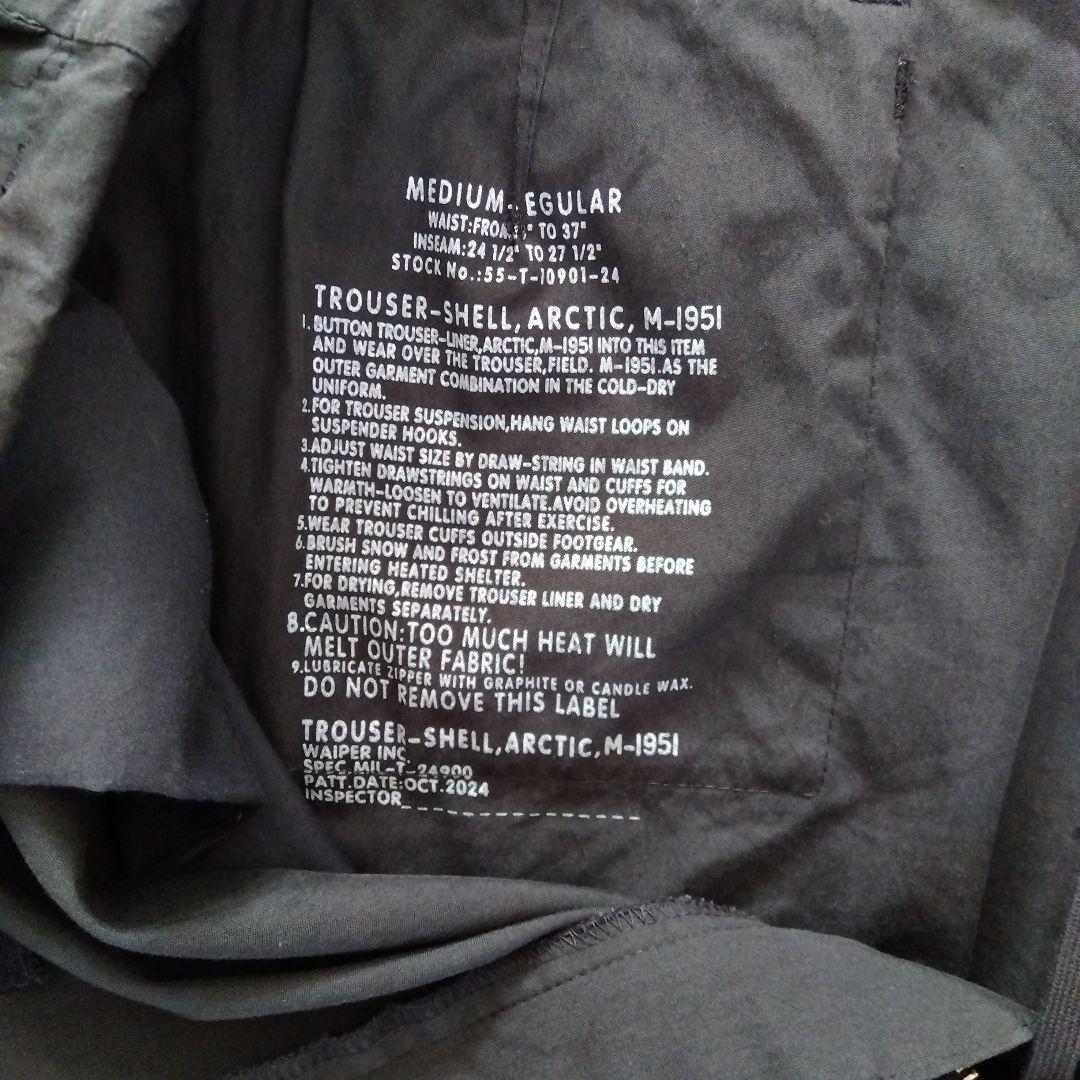 MEDIUM- EGULAR
WAIST:FROM " TO 37"
INSEAM:24 1/2" TO 27 1/2"
STOCK No.:55-T-10901-24
TROUSER-SHELL, ARCTIC, M-1951
1. BUTTON TROUSER-LINER,ARCTIC,M-1951 INTO THIS ITEM
AND WEAR OVER THE TROUSER,FIELD. M-1951.AS THE
OUTER GARMENT COMBINATION IN THE COLD-DRY
UNIFORM.
2.FOR TROUSER SUSPENSION,HANG WAIST LOOPS ON
SUSPENDER HOOKS.
3.ADJUST WAIST SIZE BY DRAW-STRING IN WAIST BAND.
4.TIGHTEN DRAWSTRINGS ON WAIST AND CUFFS FOR
WARMTH-LOOSEN TO VENTILATE.AVOID OVERHEATING
TO PREVENT CHILLING AFTER EXERCISE.
5.WEAR TROUSER CUFFS OUTSIDE FOOTGEAR.
6.BRUSH SNOW AND FROST FROM GARMENTS BEFORE
ENTERING HEATED SHELTER.
7.FOR DRYING,REMOVE TROUSER LINER AND DRY
GARMENTS SEPARATELY.
8.CAUTION:TOO MUCH HEAT WILL
MELT OUTER FABRIC!
9.LUBRICATE ZIPPER WITH GRAPHITE OR CANDLE WAX.
DO NOT REMOVE THIS LABEL
TROUSER-SHELL,ARCTIC,M-1951
WAIPER INC.
SPEC.MIL-T-24900
PATT.DATE:OCT.2024
INSPECTOR